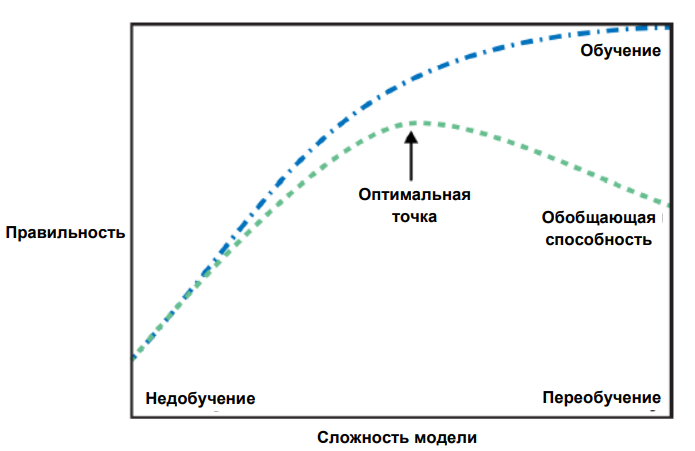 Обучение
Оптимальная
точка
Обобщающая
способность
Правильность
Недобучение
Переобучение
Сложность модели